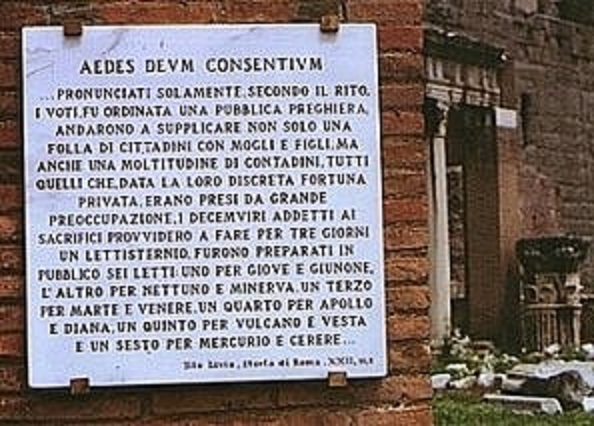 AEDES DEVM CONSENTIVM
...PRONUNCIATI SOLAMENTE, SECONDO IL RITO,
I VOTI, FU ORDINATA UNA PUBBLICA PREGHIERA,
ANDARONO A SUPPLICARE NON SOLO UNA
FOLLA DI CITTADINI CON MOGLI E FIGLI, MA
ANCHE UNA MOLTITUDINE DI CONTADINI, TUTTI
QUELLI CHE, DATA LA LORO DISCRETA FORTUNA
PRIVATA, ERANO PRESI DA GRANDE
PREOCCUPAZIONE. I DECEMVIRI ADDETTI AI
SACRIFICI PROVVIDERO A FARE PER TRE GIORNI
UN LETTISTERNIO. FURONO PREPARATI IN
PUBBLICO SEI LETTI: UNO PER GIOVE E GIUNONE,
L'ALTRO PER NETTUNO E MINERVA, UN TERZO
PER MARTE E VENERE, UN QUARTO PER APOLLO
E DIANA, UN QUINTO PER VULCANO E VESTA
E UN SESTO PER MERCURIO E CERERE...
Tito Livio, Storia di Roma, XXII,